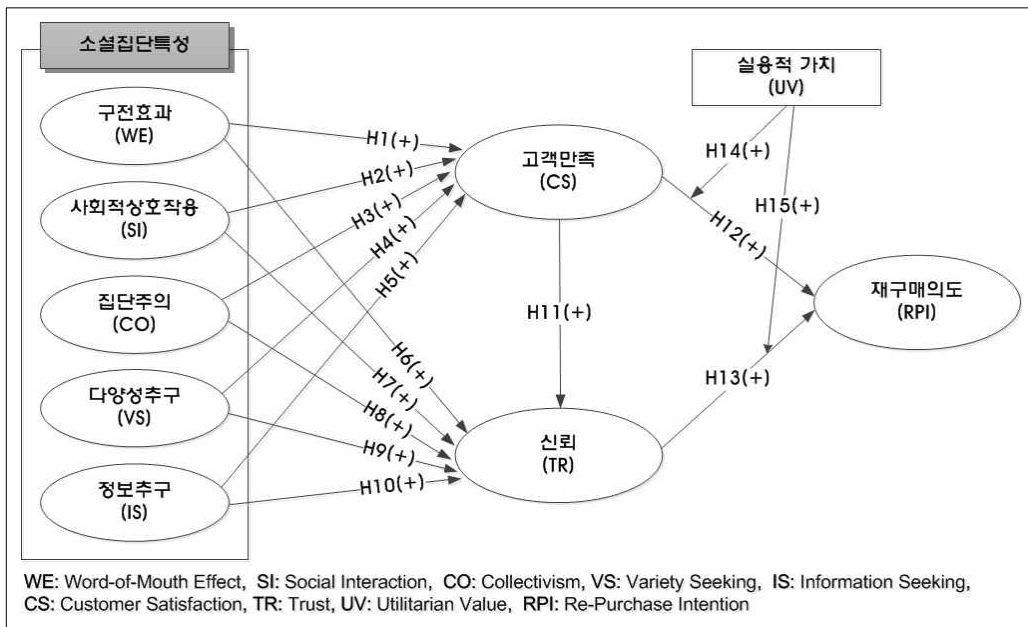 소셜집단특성
구전효과
(WE)
사회적상호작용
(SI)
집단주의
(CO)
다양성추구
(VS)
정보추구
(IS)
H1(+)
H2(+)
H3(+)
H4(+)
H5(+)
H6(+)
H7(+)
H8(+)
H9(+)
H10(+)
고객만족
(CS)
H11(+)
신뢰
(TR)
실용적 가치
(UV)
H14(+)
H15(+)
H12(+)
H13(+)
재구매의도
(RPI)
WE: Word-of-Mouth Effect, SI: Social Interaction, CO: Collectivism, VS: Variety Seeking, IS: Information Seeking,
CS: Customer Satisfaction, TR: Trust, UV: Utilitarian Value, RPI: Re-Purchase Intention